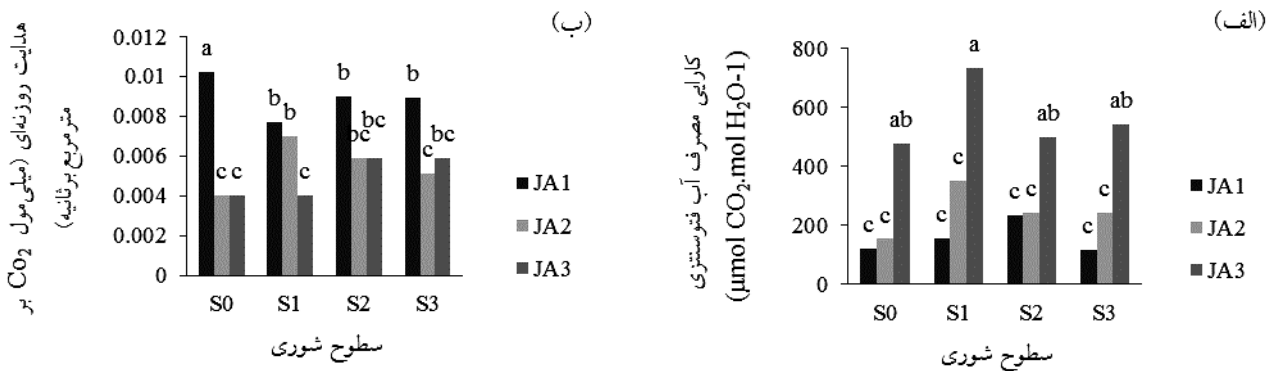 (الف)
کارایی مصرف آب فتوسنتزی
(µmol CO₂.mol H₂O-1)
800
600
400
200
0
c c ab
c c a
c c ab
c c ab
S0 S1 S2 S3
سطوح شوری
JA1
JA2
JA3
(ب)
هدایت روزنه‌ای (میلی‌مول Co₂ بر
مترمربع برثانیه)
0.012
0.01
0.008
0.006
0.004
0.002
0
a c c
b b c
b bc bc
b c bc
S0 S1 S2 S3
سطوح شوری
JA1
JA2
JA3